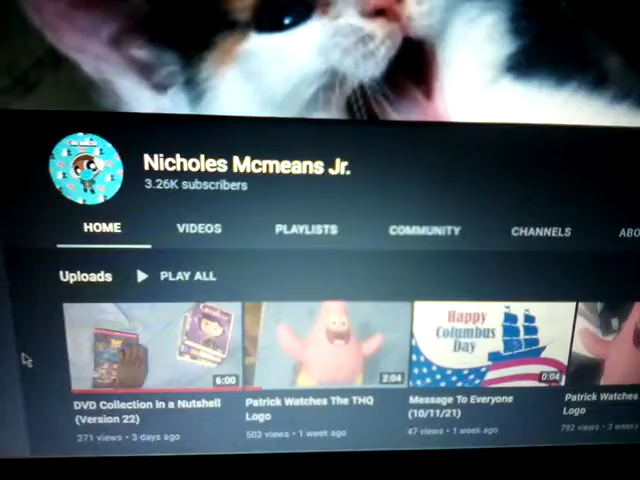 Nicholes Mcmeans Jr.
3.26K subscribers
HOME VIDEOS PLAYLISTS COMMUNITY CHANNELS ABO
Uploads PLAY ALL
Happy
Columbus
Day
6:00
2:04
0:04
DVD Collection in a Nutshell
(Version 22)
271 views • 3 days ago
Patrick Watches The THQ
Logo
503 views • 1 week ago
Message To Everyone
(10/11/21)
47 views • 1 week ago
Patrick Watches
Logo
792 views • 3 weeks